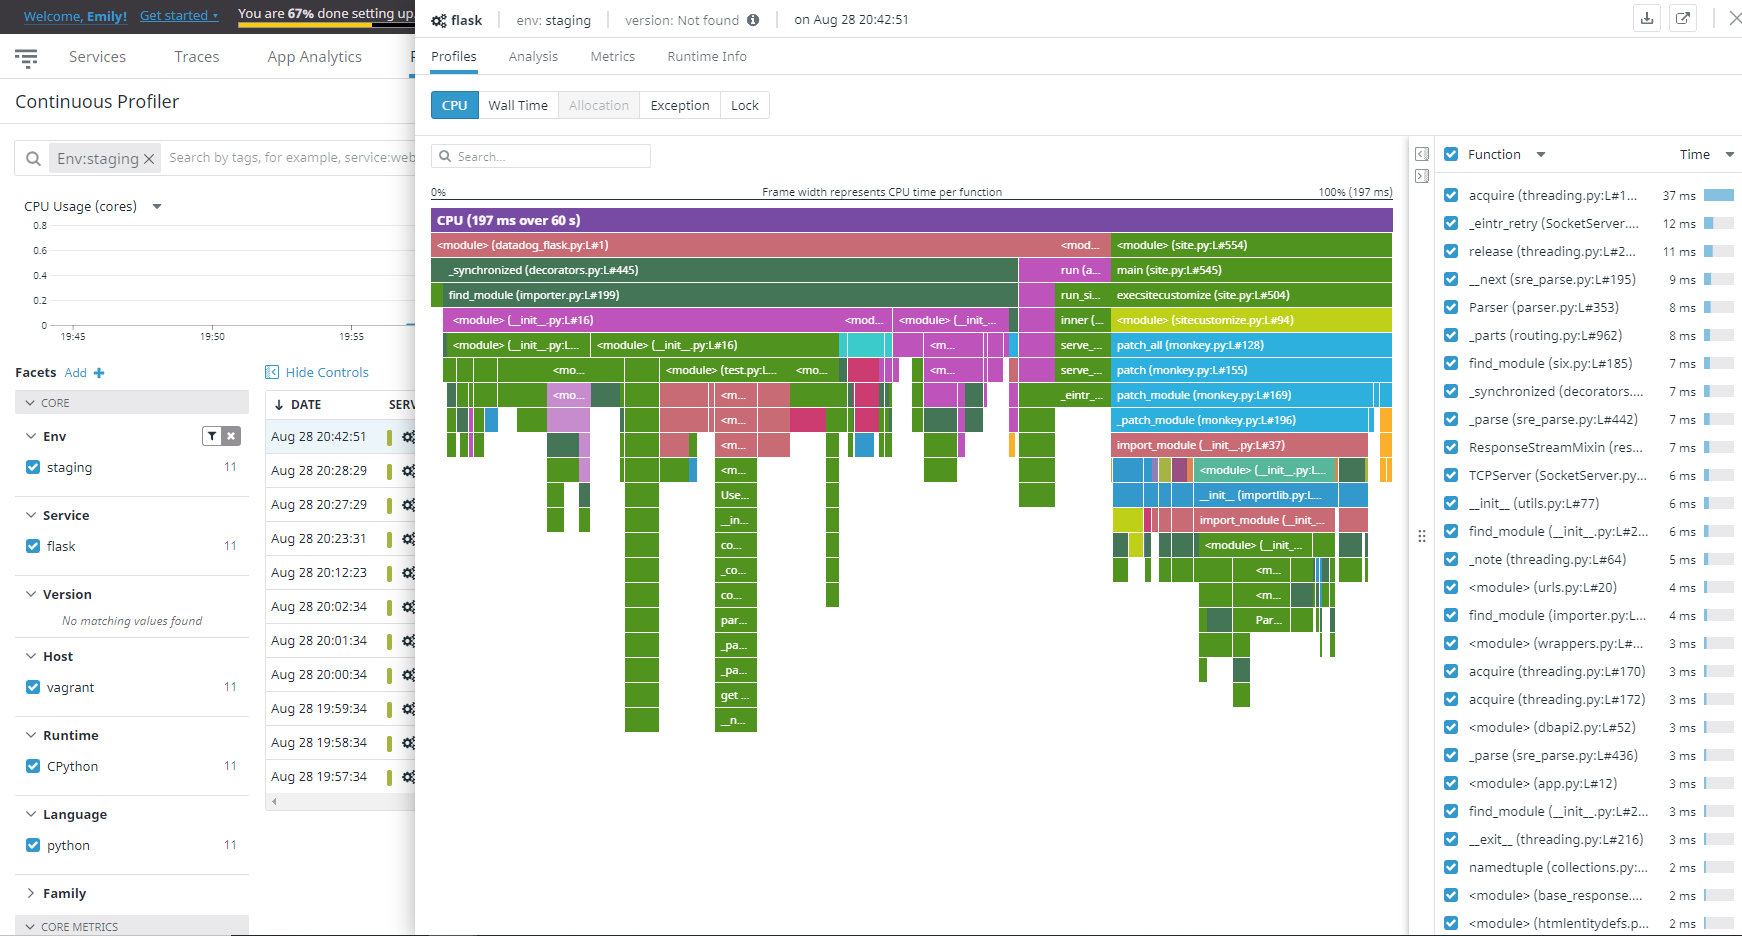 Welcome, Emily!
Get started
You are 67% done setting up.
flask
env: staging
version: Not found
on Aug 28 20:42:51
Services
Traces
App Analytics
Profiles
Analysis
Metrics
Runtime Info
Continuous Profiler
CPU
Wall Time
Allocation
Exception
Lock
Env:staging
Search by tags, for example, service:web
Search...
CPU Usage (cores)
0.8
0.6
0.4
0.2
0
19:45
19:50
19:55
Facets
Add
Hide Controls
CORE
DATE
SERV
Env
staging
11
Service
flask
11
Version
No matching values found
Host
vagrant
11
Runtime
CPython
11
Language
python
11
Family
CORE METRICS
Aug 28 20:42:51
Aug 28 20:28:29
Aug 28 20:27:29
Aug 28 20:23:31
Aug 28 20:12:23
Aug 28 20:02:34
Aug 28 20:01:34
Aug 28 20:00:34
Aug 28 19:59:34
Aug 28 19:58:34
Aug 28 19:57:34
0%
Frame width represents CPU time per function
100% (197 ms)
CPU (197 ms over 60 s)
<module> (datadog_flask.py:L#1)
<mod...
<module> (site.py:L#554)
_synchronized (decorators.py:L#445)
run (a...
main (site.py:L#545)
find_module (importer.py:L#199)
run_si...
execsitecustomize (site.py:L#504)
<module> (__init__.py:L#16)
<mod...
<module> (__init_...
inner (...
<module> (sitecustomize.py:L#94)
<module> (__init__.py:L...
<module> (__init__.py:L#16)
<m...
serve_...
patch_all (monkey.py:L#128)
<mo...
<module> (test.py:L...
<mo...
<m...
serve_...
patch (monkey.py:L#155)
<mo...
<m...
_eintr_...
patch_module (monkey.py:L#169)
<m...
_patch_module (monkey.py:L#196)
<m...
import_module (__init__.py:L#37)
<m...
<module> (__init__.py:L...
Use...
__init__ (importlib.py:L...
__in...
import_module (__init_...
co...
<module> (__init_...
_co...
<m...
co...
<m...
par...
Par...
_pa...
_pa...
get ...
__n...
Function
Time
acquire (threading.py:L#1... 37 ms
_eintr_retry (SocketServer.... 12 ms
release (threading.py:L#2... 11 ms
__next (sre_parse.py:L#195) 9 ms
Parser (parser.py:L#353) 8 ms
_parts (routing.py:L#962) 8 ms
find_module (six.py:L#185) 7 ms
_synchronized (decorators.... 7 ms
_parse (sre_parse.py:L#442) 7 ms
ResponseStreamMixin (res... 7 ms
TCPServer (SocketServer.py... 6 ms
__init__ (utils.py:L#77) 6 ms
find_module (__init__.py:L#2... 6 ms
_note (threading.py:L#64) 5 ms
<module> (urls.py:L#20) 4 ms
find_module (importer.py:L... 4 ms
<module> (wrappers.py:L#... 3 ms
acquire (threading.py:L#170) 3 ms
acquire (threading.py:L#172) 3 ms
<module> (dbapi2.py:L#52) 3 ms
_parse (sre_parse.py:L#436) 3 ms
<module> (app.py:L#12) 3 ms
find_module (__init__.py:L#2... 3 ms
__exit__ (threading.py:L#216) 3 ms
namedtuple (collections.py:... 2 ms
<module> (base_response.... 2 ms
<module> (htmlentitydefs.p... 2 ms